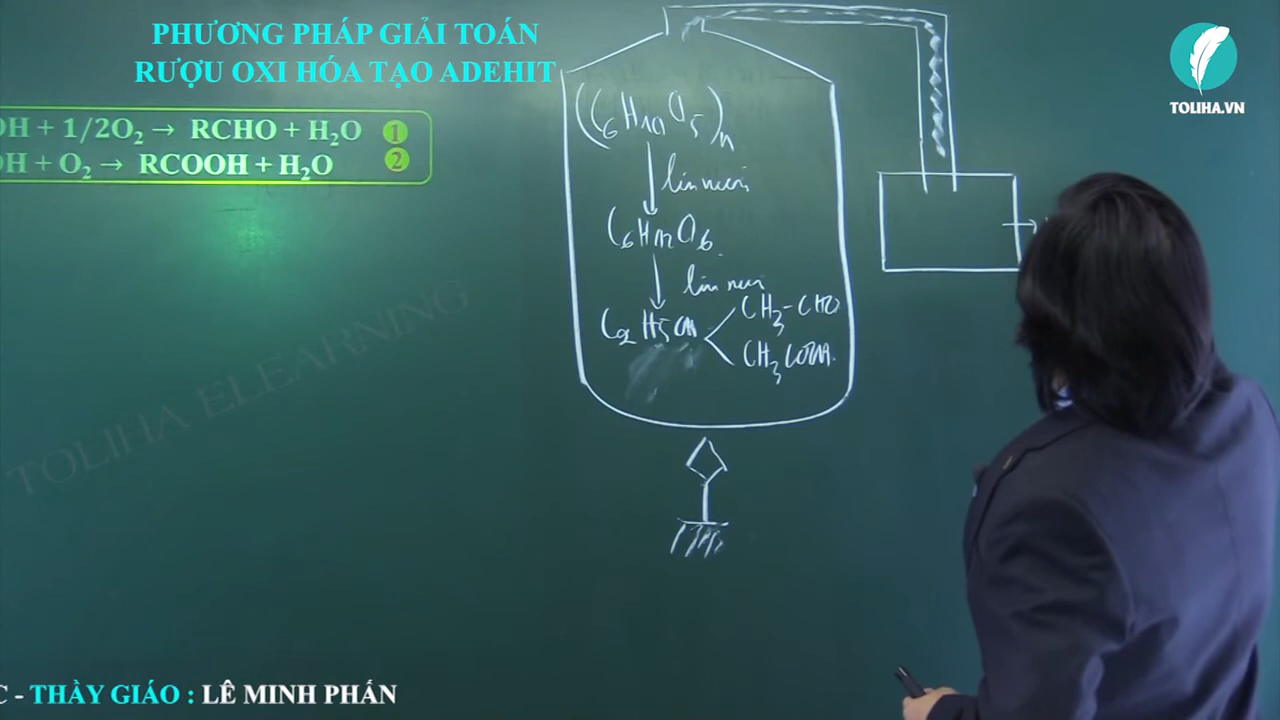 PHƯƠNG PHÁP GIẢI TOÁN
RƯỢU OXI HÓA TẠO ADEHIT
TOLIHA.VN
OH + 1/2O₂ → RCHO + H₂O 1
OH + O₂ → RCOOH + H₂O 2
(C₆H₁₀O₅)ₙ
lên men
C₆H₁₂O₆
lên men
C₂H₅OH
CH₃-CHO
CH₃COOH
TOLIHA ELEARNING
C - THẦY GIÁO : LÊ MINH PHẤN